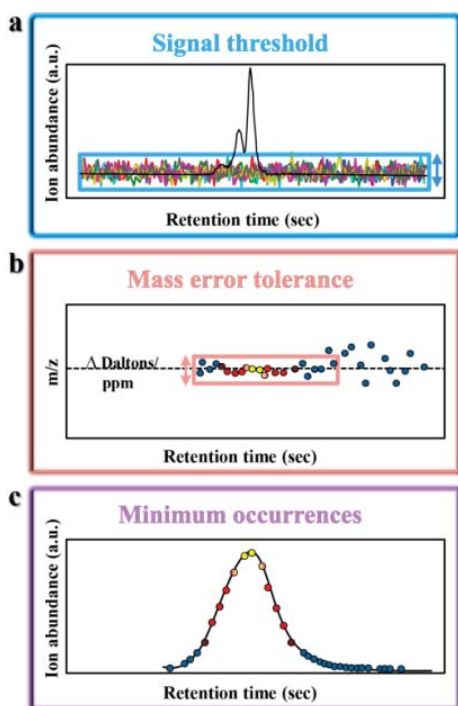 a
Signal threshold
Ion abundance (a.u.)
Retention time (sec)
b
Mass error tolerance
m/z
Λ Daltons/
ppm
Retention time (sec)
c
Minimum occurrences
Ion abundance (a.u.)
Retention time (sec)